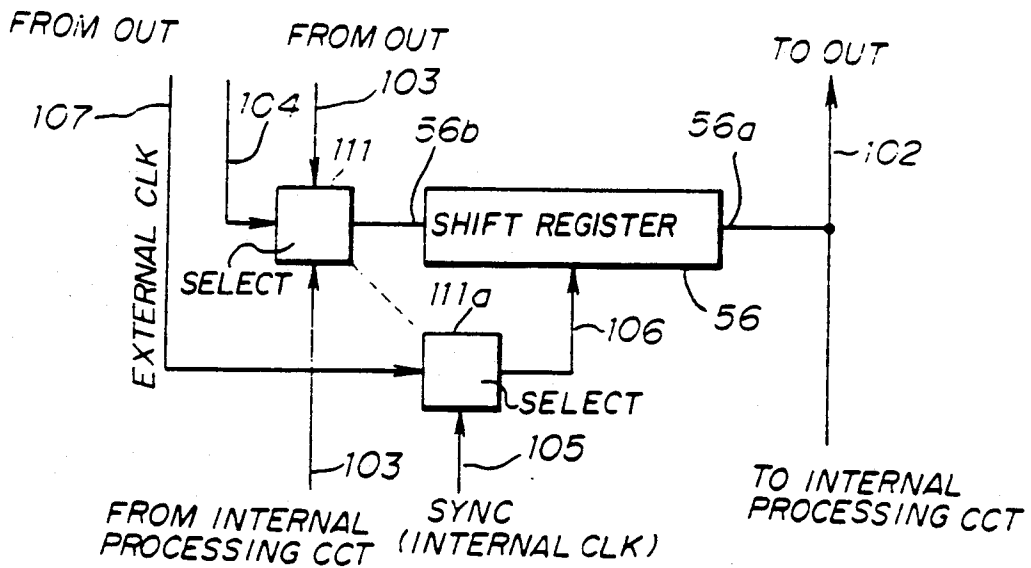 FROM OUT
FROM OUT
TO OUT
107
104
103
111
56b
56a
102
EXTERNAL CLK
SHIFT REGISTER
SELECT
111a
106
56
SELECT
103
105
FROM INTERNAL
PROCESSING CCT
SYNC
(INTERNAL CLK)
TO INTERNAL
PROCESSING CCT